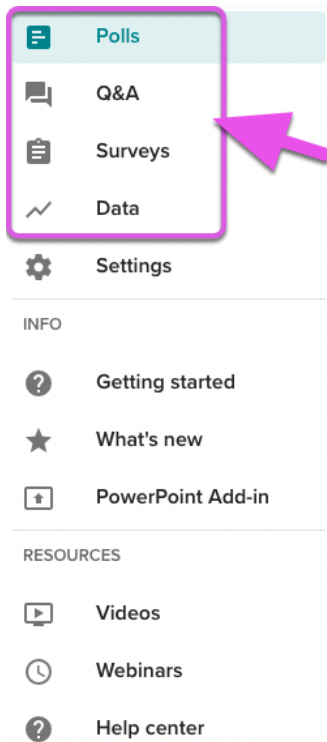 Polls
Q&A
Surveys
Data
Settings
INFO
Getting started
What's new
PowerPoint Add-in
RESOURCES
Videos
Webinars
Help center